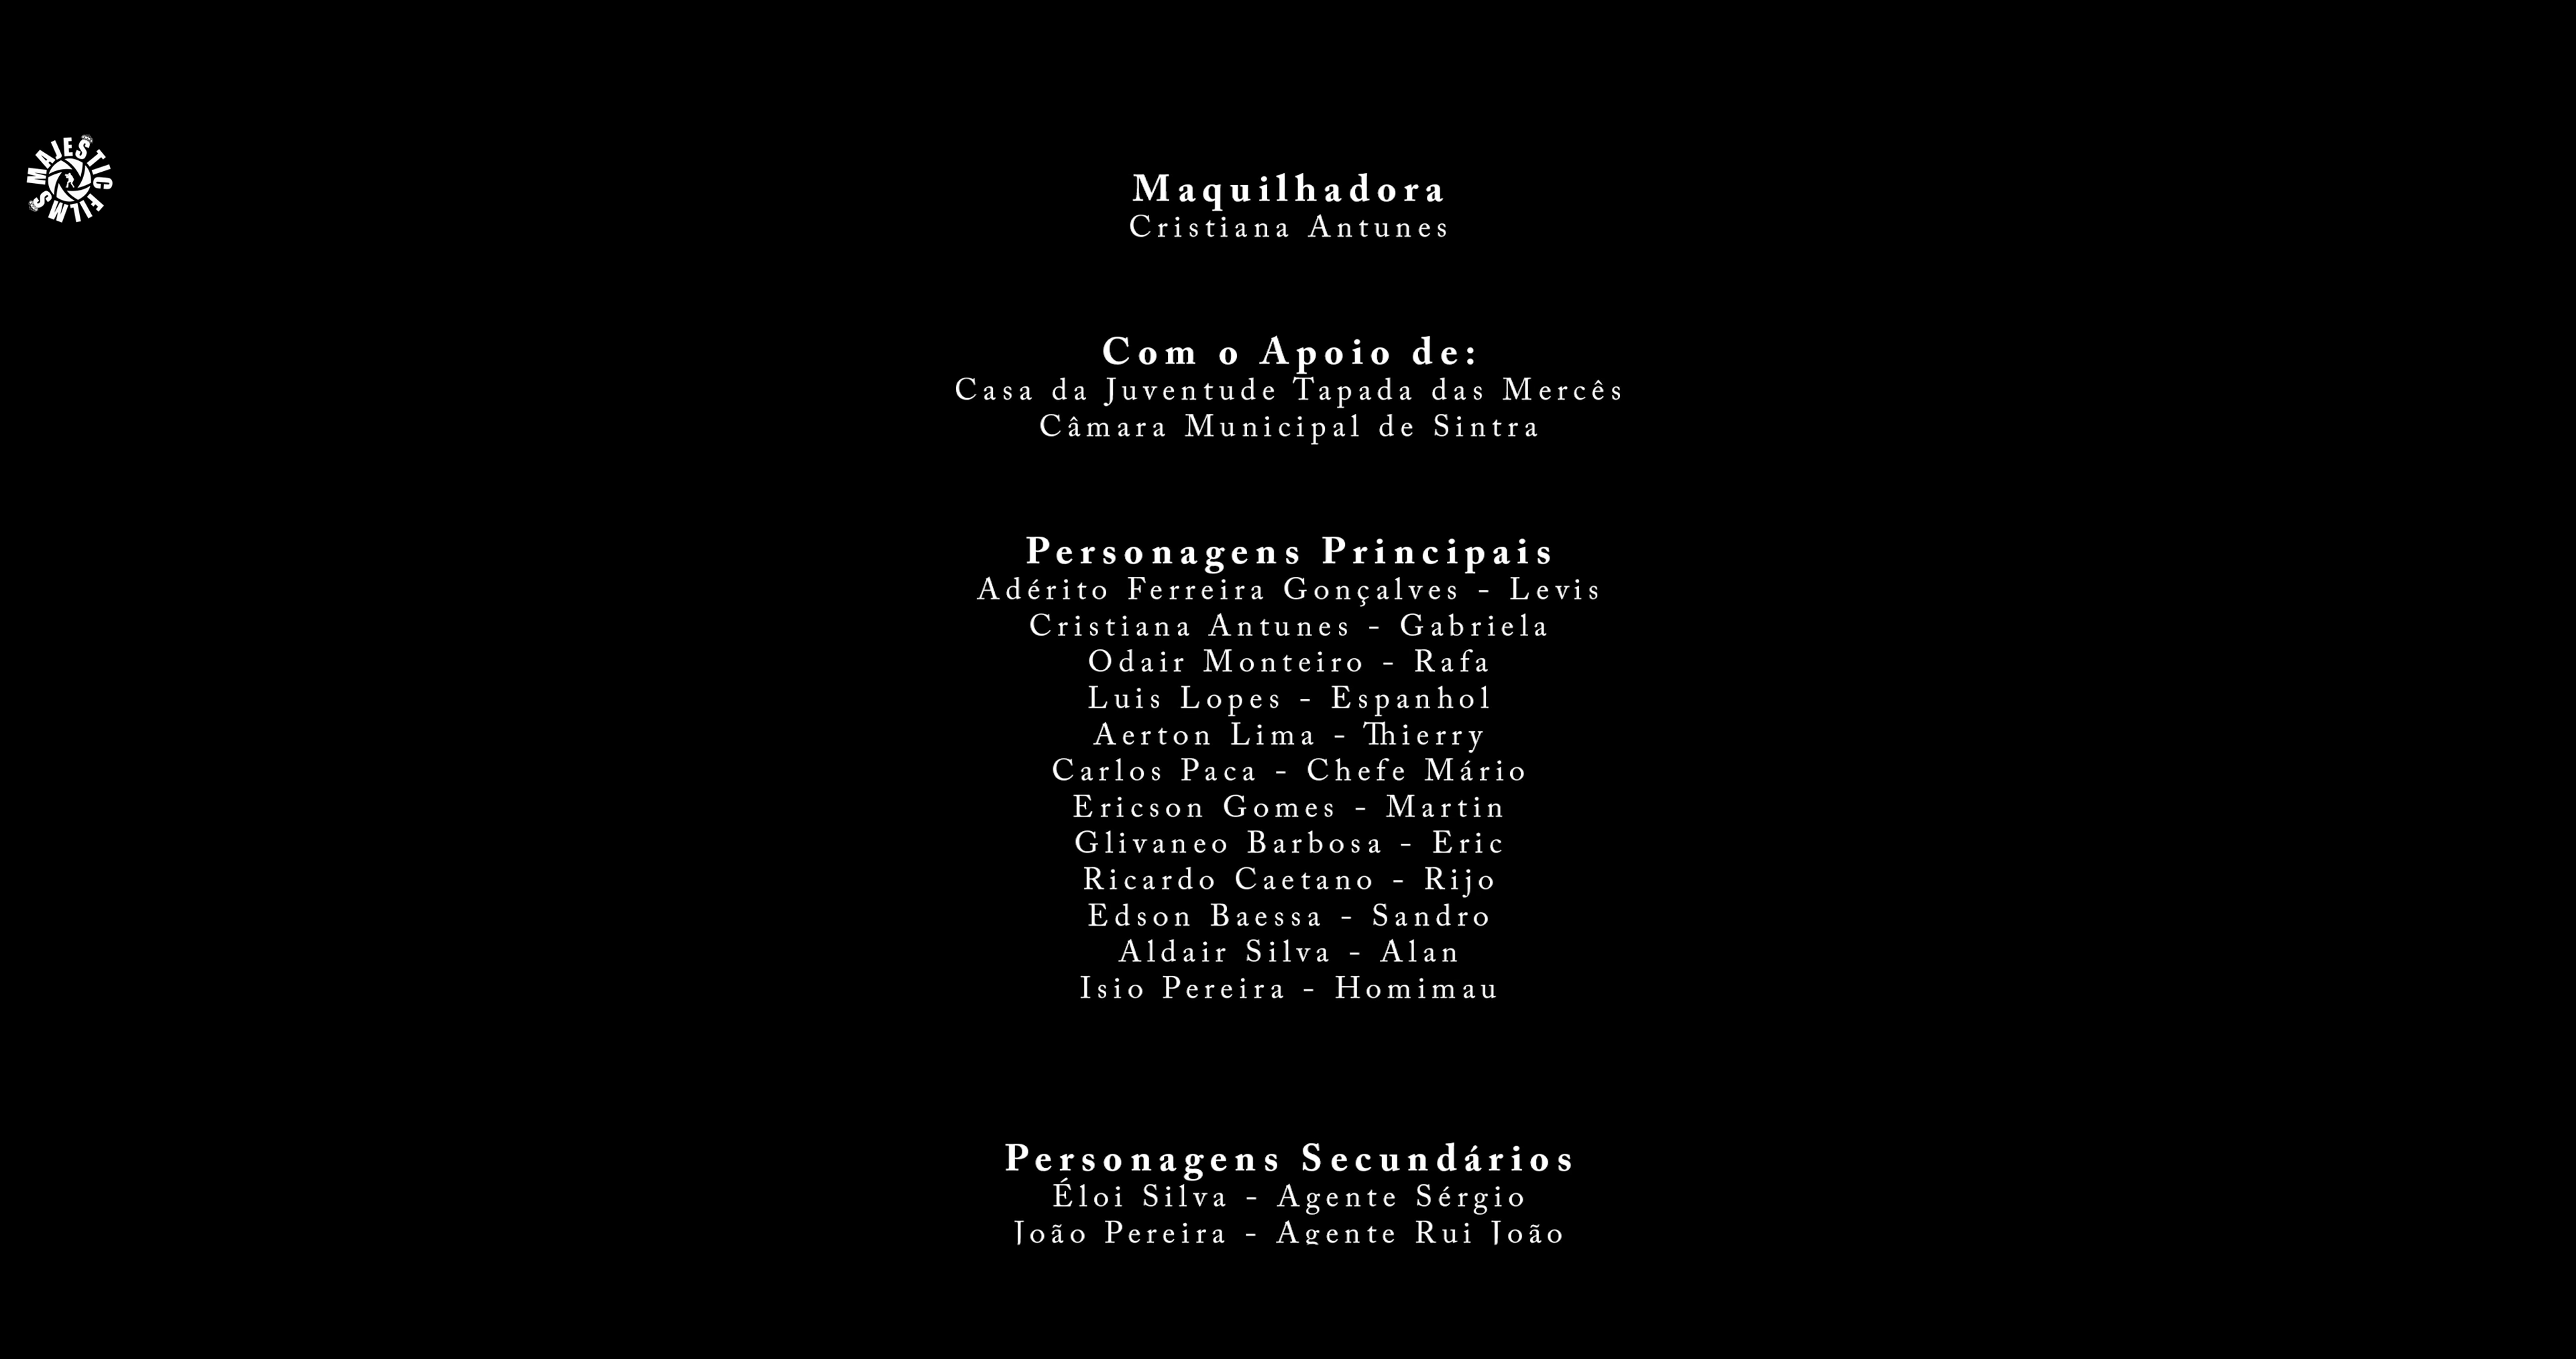 MAJESTIC FILMS
Maquilhadora
Cristiana Antunes
Com o Apoio de:
Casa da Juventude Tapada das Mercês
Câmara Municipal de Sintra
Personagens Principais
Adérito Ferreira Gonçalves - Levis
Cristiana Antunes - Gabriela
Odair Monteiro - Rafa
Luis Lopes - Espanhol
Aerton Lima - Thierry
Carlos Paca - Chefe Mário
Ericson Gomes - Martin
Glivaneo Barbosa - Eric
Ricardo Caetano - Rijo
Edson Baessa - Sandro
Aldair Silva - Alan
Isio Pereira - Homimau
Personagens Secundários
Éloi Silva - Agente Sérgio
João Pereira - Agente Rui João